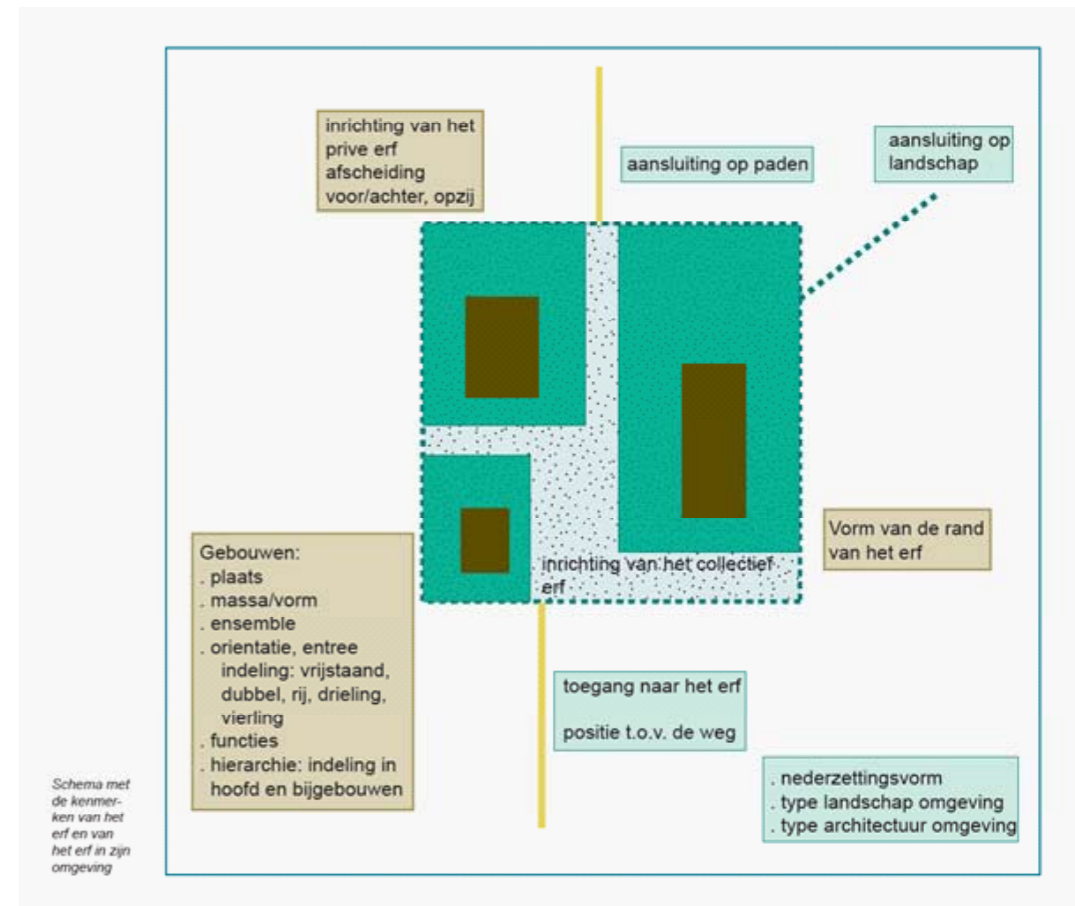 inrichting van het
prive erf
afscheiding
voor/achter, opzij
aansluiting op paden
aansluiting op
landschap
Vorm van de rand
van het erf
inrichting van het collectief
erf
Gebouwen:
. plaats
. massa/vorm
. ensemble
. orientatie, entree
indeling: vrijstaand,
dubbel, rij, drieling,
vierling
. functies
. hierarchie: indeling in
hoofd en bijgebouwen
toegang naar het erf
positie t.o.v. de weg
. nederzettingsvorm
. type landschap omgeving
. type architectuur omgeving
Schema met
de kenmer-
ken van het
erf en van
het erf in zijn
omgeving